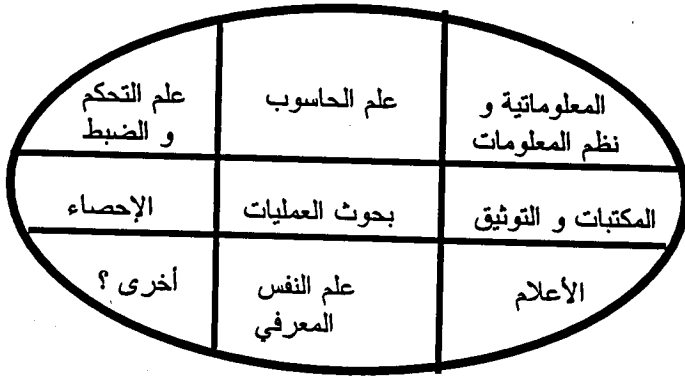 المعلوماتية و
نظم المعلومات
علم الحاسوب
علم التحكم
و الضبط
المكتبات و التوثيق
بحوث العمليات
الإحصاء
الأعلام
علم النفس
المعرفي
أخرى ؟